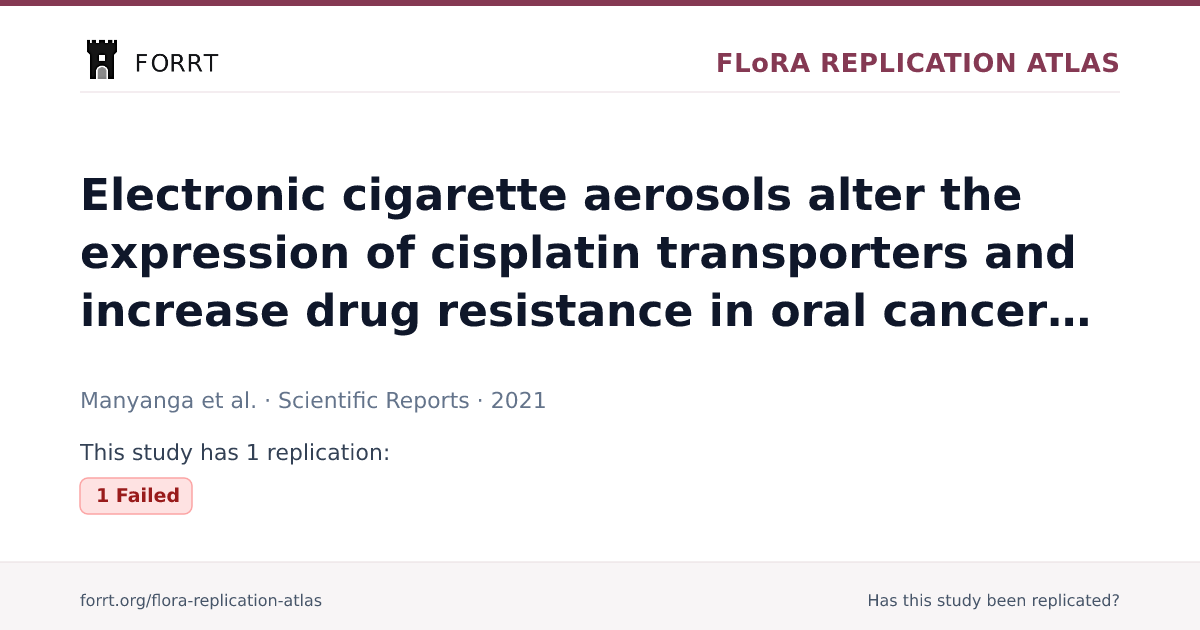 FORRT
FLoRA REPLICATION ATLAS
Electronic cigarette aerosols alter the
expression of cisplatin transporters and
increase drug resistance in oral cancer…
Manyanga et al. · Scientific Reports · 2021
This study has 1 replication:
1 Failed
forrt.org/flora-replication-atlas
Has this study been replicated?